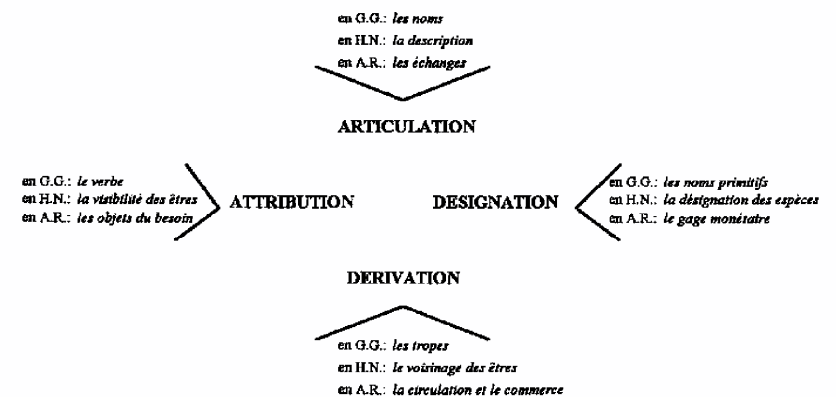 en G.G.: les noms
en H.N.: la description
en A.R.: les échanges
ARTICULATION
en G.G.: le verbe
en H.N.: la visibilité des êtres
en A.R.: les objets du besoin
ATTRIBUTION
DESIGNATION
en G.G.: les noms primitifs
en H.N.: la désignation des espèces
en A.R.: le gage monétaire
DERIVATION
en G.G.: les tropes
en H.N.: le voisinage des êtres
en A.R.: la circulation et le commerce